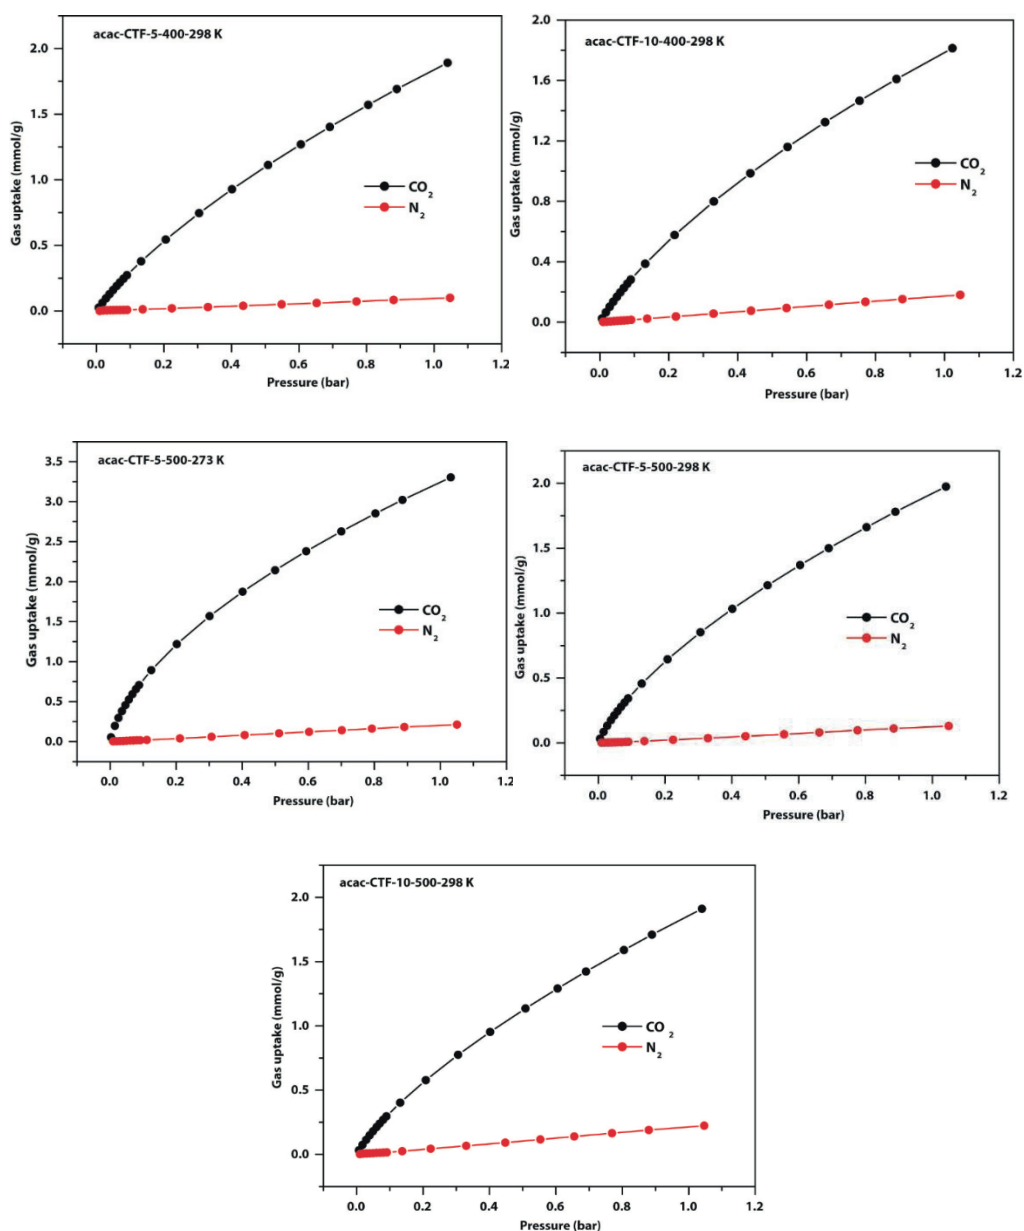 acac-CTF-5-400-298 K
2.0
1.5
1.0
0.5
0.0
Gas uptake (mmol/g)
CO2
N2
0.0 0.2 0.4 0.6 0.8 1.0 1.2
Pressure (bar)
acac-CTF-10-400-298 K
2.0
1.6
1.2
0.8
0.4
0.0
Gas uptake (mmol/g)
CO2
N2
0.0 0.2 0.4 0.6 0.8 1.0 1.2
Pressure (bar)
acac-CTF-5-500-273 K
3.5
3.0
2.5
2.0
1.5
1.0
0.5
0.0
Gas uptake (mmol/g)
CO2
N2
0.0 0.2 0.4 0.6 0.8 1.0 1.2
Pressure (bar)
acac-CTF-5-500-298 K
2.0
1.5
1.0
0.5
0.0
Gas uptake (mmol/g)
CO2
N2
0.0 0.2 0.4 0.6 0.8 1.0 1.2
Pressure (bar)
acac-CTF-10-500-298 K
2.0
1.5
1.0
0.5
0.0
Gas uptake (mmol/g)
CO2
N2
0.0 0.2 0.4 0.6 0.8 1.0 1.2
Pressure (bar)